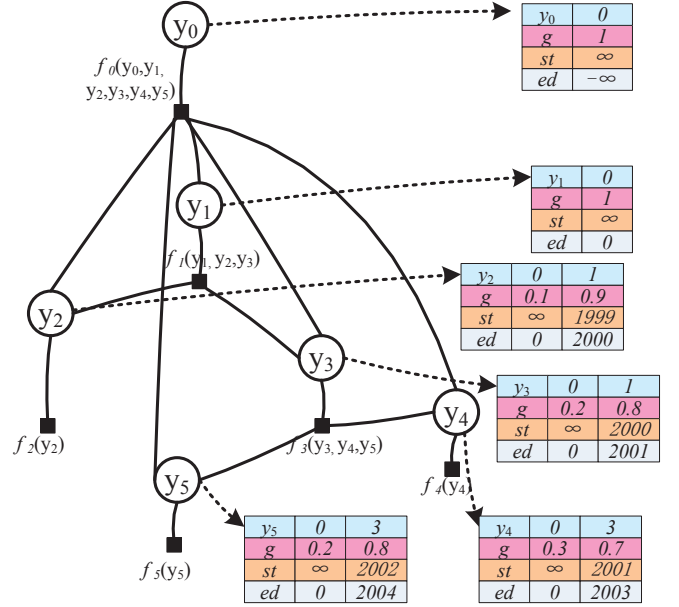 y0
y0 0
g 1
st ∞
ed −∞
f0(y0,y1,
y2,y3,y4,y5)
y1
y1 0
g 1
st ∞
ed 0
f1(y1,y2,y3)
y2
y2 0 1
g 0.1 0.9
st ∞ 1999
ed 0 2000
y3
y3 0 1
g 0.2 0.8
st ∞ 2000
ed 0 2001
y4
f2(y2)
f3(y3,y4,y5)
y5
f4(y4)
f5(y5)
y5 0 3
g 0.2 0.8
st ∞ 2002
ed 0 2004
y4 0 3
g 0.3 0.7
st ∞ 2001
ed 0 2003